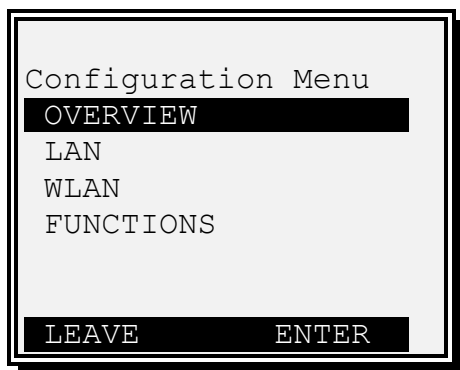 Configuration Menu
OVERVIEW
LAN
WLAN
FUNCTIONS
LEAVE ENTER